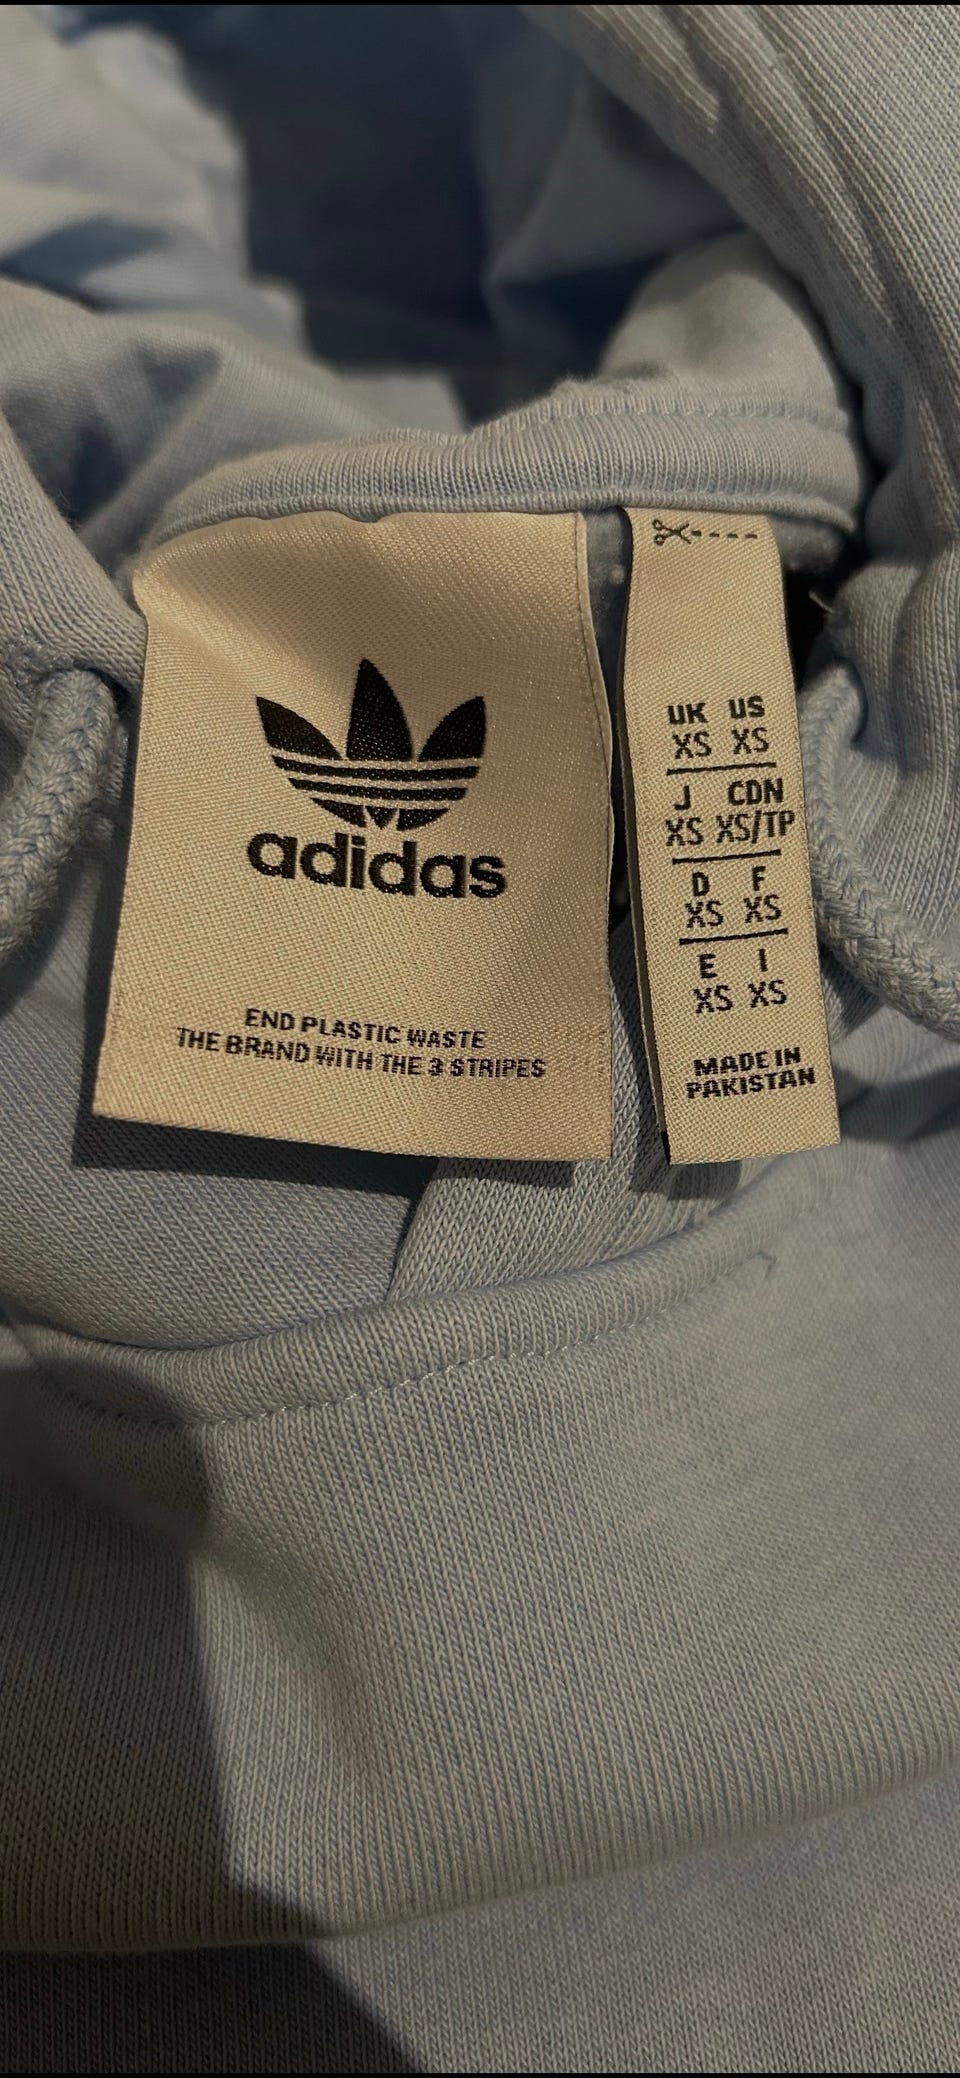 adidas
END PLASTIC WASTE
THE BRAND WITH THE 3 STRIPES
UK US
XS XS
J CDN
XS XS/TP
D F
XS XS
E I
XS XS
MADE IN
PAKISTAN